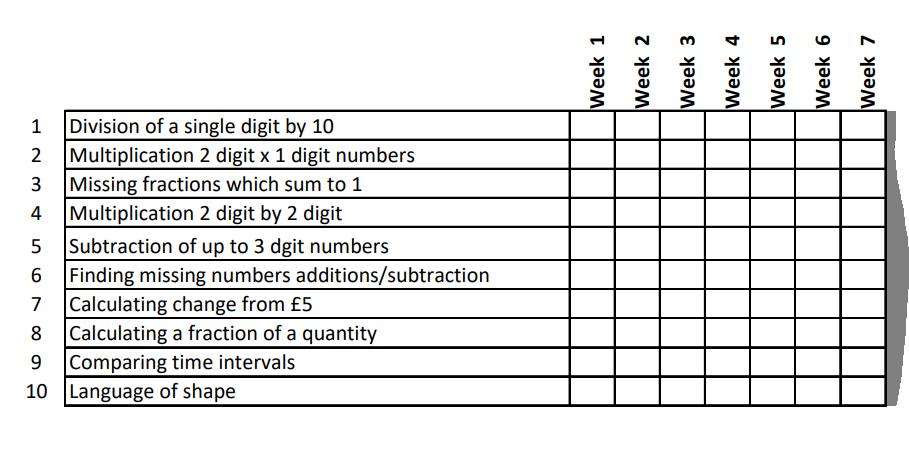 Week 1 Week 2 Week 3 Week 4 Week 5 Week 6 Week 7
1 Division of a single digit by 10
2 Multiplication 2 digit x 1 digit numbers
3 Missing fractions which sum to 1
4 Multiplication 2 digit by 2 digit
5 Subtraction of up to 3 dgit numbers
6 Finding missing numbers additions/subtraction
7 Calculating change from £5
8 Calculating a fraction of a quantity
9 Comparing time intervals
10 Language of shape